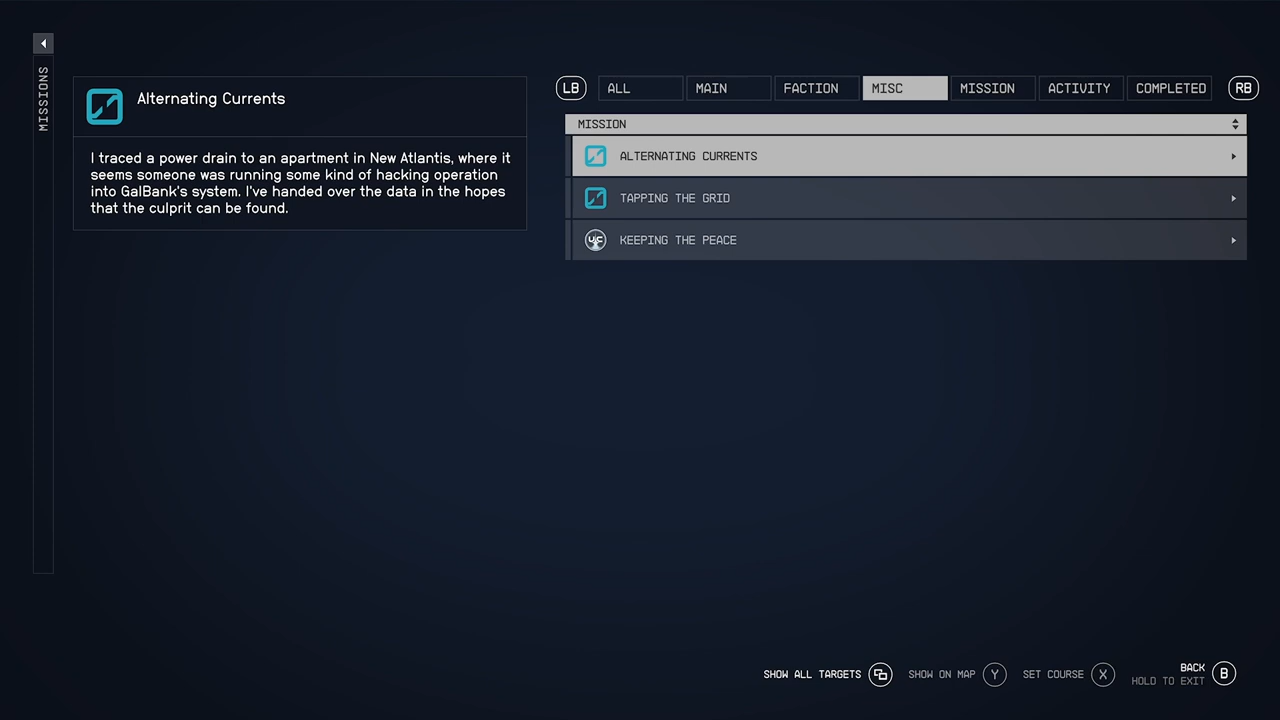 MISSIONS
Alternating Currents
I traced a power drain to an apartment in New Atlantis, where it
seems someone was running some kind of hacking operation
into GalBank's system. I've handed over the data in the hopes
that the culprit can be found.
LB ALL MAIN FACTION MISC MISSION ACTIVITY COMPLETED RB
MISSION
ALTERNATING CURRENTS
TAPPING THE GRID
UC KEEPING THE PEACE
SHOW ALL TARGETS SHOW ON MAP Y SET COURSE X BACK B
HOLD TO EXIT